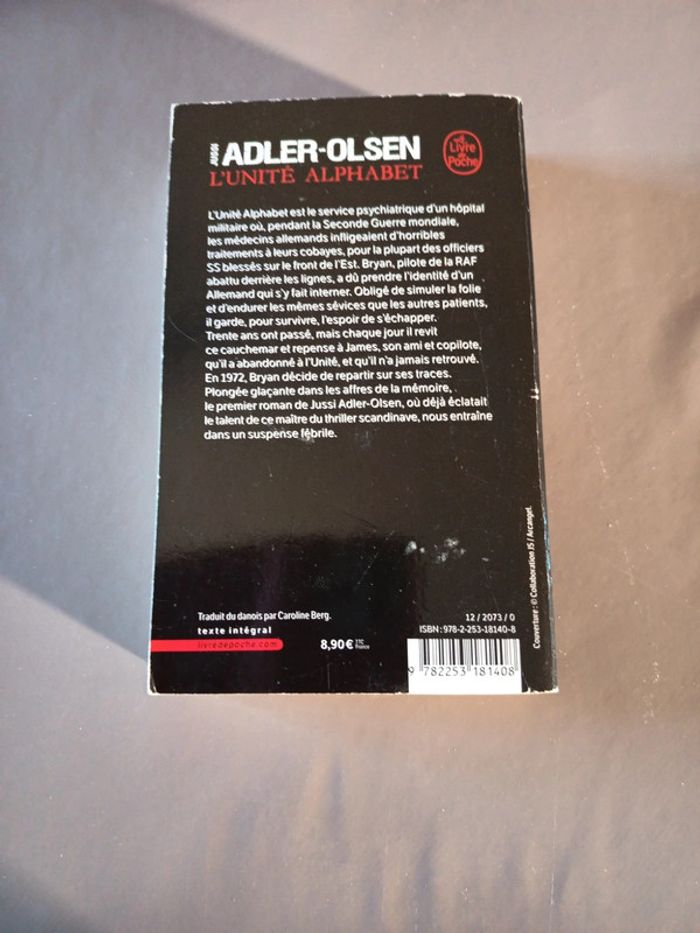 JUSSI
ADLER-OLSEN
L'UNITÉ ALPHABET
Le Livre de Poche
L'Unité Alphabet est le service psychiatrique d'un hôpital
militaire où, pendant la Seconde Guerre mondiale,
les médecins allemands infligeaient d'horribles
traitements à leurs cobayes, pour la plupart des officiers
SS blessés sur le front de l'Est. Bryan, pilote de la RAF
abattu derrière les lignes, a dû prendre l'identité d'un
Allemand qui s'y fait interner. Obligé de simuler la folie
et d'endurer les mêmes sévices que les autres patients,
il garde, pour survivre, l'espoir de s'échapper.
Trente ans ont passé, mais chaque jour il revit
ce cauchemar et repense à James, son ami et copilote,
qu'il a abandonné à l'Unité, et qu'il n'a jamais retrouvé.
En 1972, Bryan décide de repartir sur ses traces.
Plongée glaçante dans les affres de la mémoire,
le premier roman de Jussi Adler-Olsen, où déjà éclatait
le talent de ce maître du thriller scandinave, nous entraîne
dans un suspense fébrile.
Couverture : © Collaboration JS / Arcangel.
Traduit du danois par Caroline Berg.
texte intégral
livredepoche.com
8,90 € TTC France
12 / 2073 / 0
ISBN : 978-2-253-18140-8
9 782253 181408